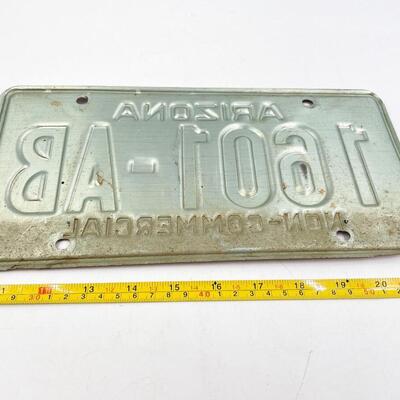 ARIZONA
1601-AB
NON-COMMERCIAL
13 14 15 16 17 18 19 20